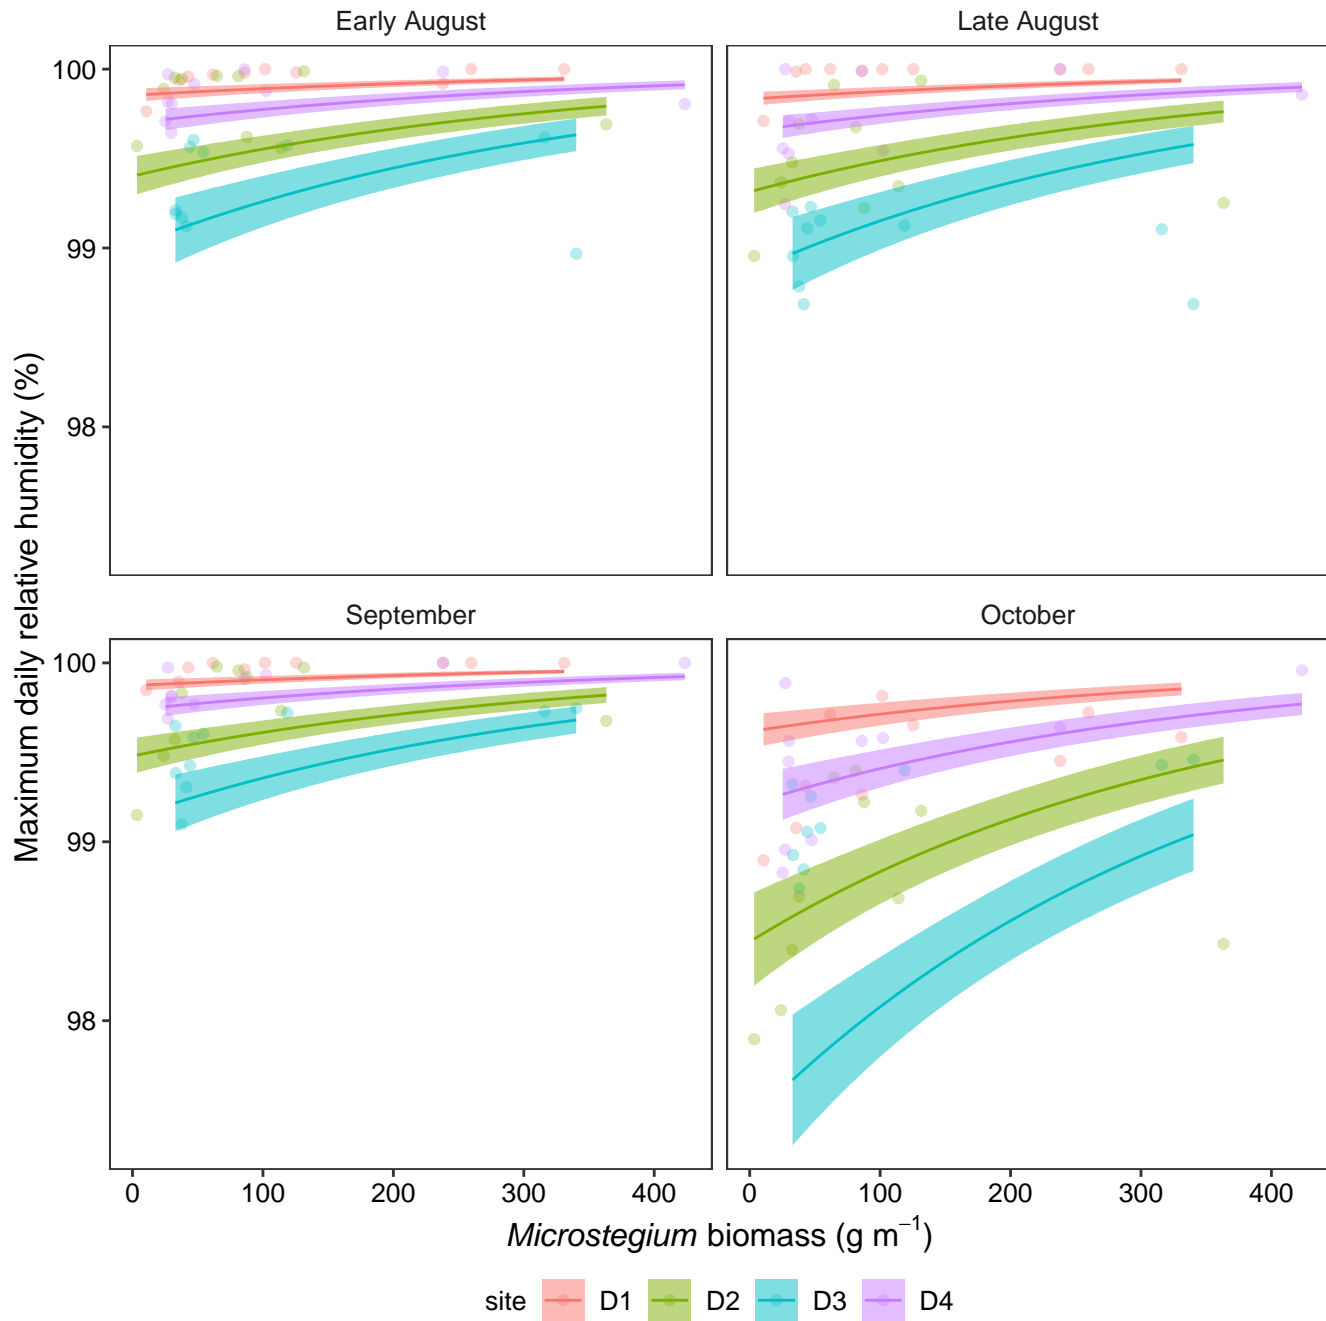 Early August
Late August
100
99
98
Maximum daily relative humidity (%)
September
October
100
99
98
0 100 200 300 400
0 100 200 300 400
Microstegium biomass (g m⁻¹)
site D1 D2 D3 D4